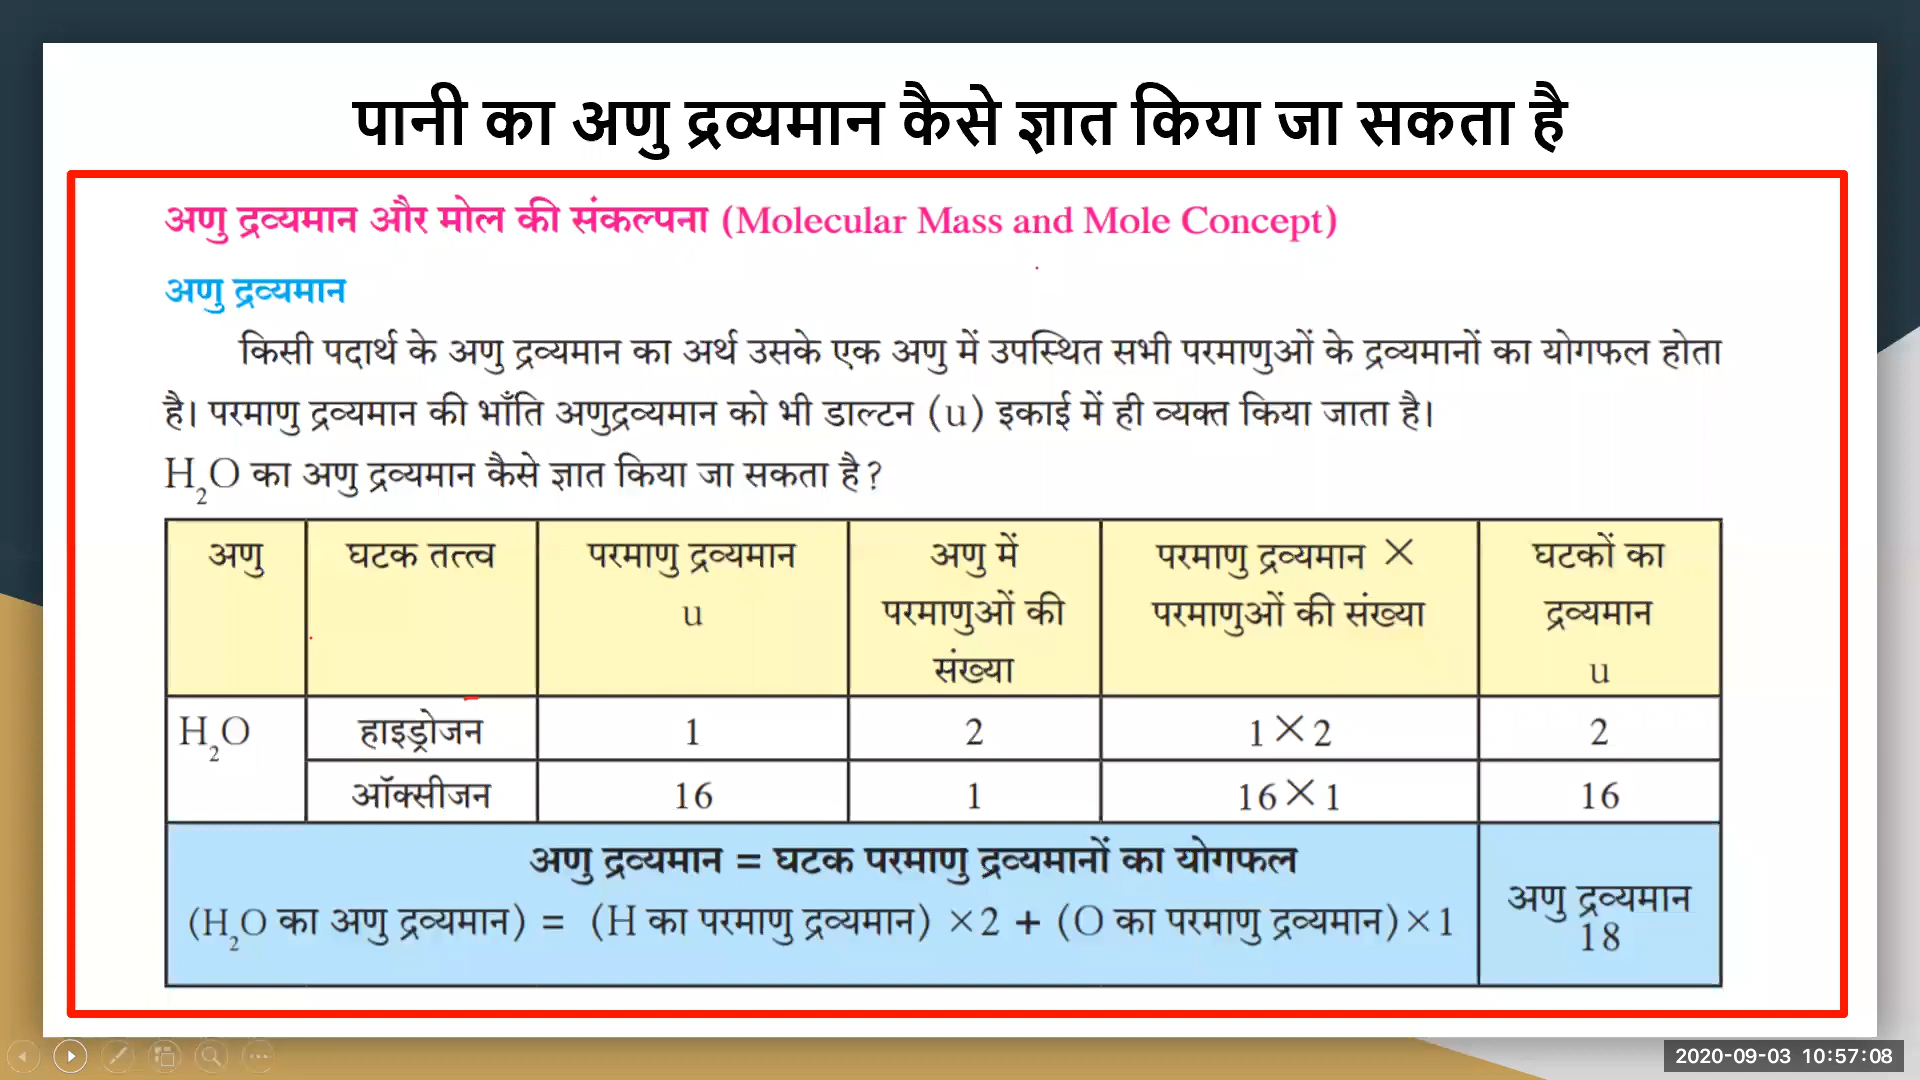 पानी का अणु द्रव्यमान कैसे ज्ञात किया जा सकता है
अणु द्रव्यमान और मोल की संकल्पना (Molecular Mass and Mole Concept)
अणु द्रव्यमान
किसी पदार्थ के अणु द्रव्यमान का अर्थ उसके एक अणु में उपस्थित सभी परमाणुओं के द्रव्यमानों का योगफल होता
है। परमाणु द्रव्यमान की भाँति अणुद्रव्यमान को भी डाल्टन (u) इकाई में ही व्यक्त किया जाता है।
H₂O का अणु द्रव्यमान कैसे ज्ञात किया जा सकता है?
अणु
घटक तत्त्व
परमाणु द्रव्यमान
u
अणु में
परमाणुओं की
संख्या
परमाणु द्रव्यमान ×
परमाणुओं की संख्या
घटकों का
द्रव्यमान
u
H₂O
हाइड्रोजन
1
2
1×2
2
ऑक्सीजन
16
1
16×1
16
अणु द्रव्यमान = घटक परमाणु द्रव्यमानों का योगफल
(H₂O का अणु द्रव्यमान) = (H का परमाणु द्रव्यमान) ×2 + (O का परमाणु द्रव्यमान)×1
अणु द्रव्यमान
18
2020-09-03 10:57:08